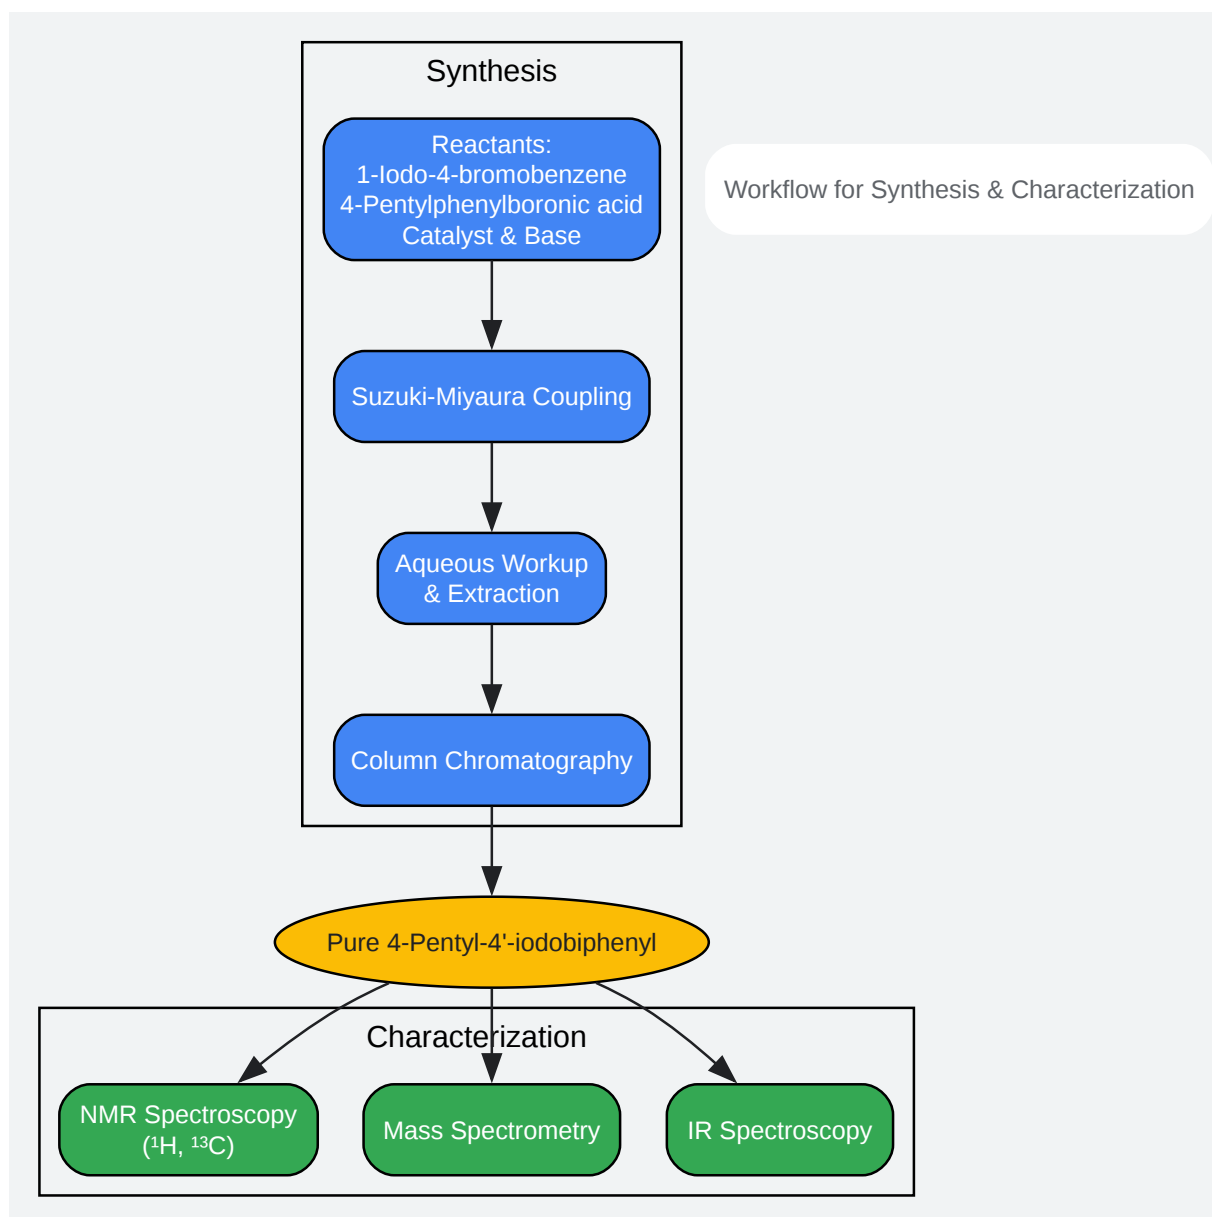 Synthesis
Reactants:
1-Iodo-4-bromobenzene
4-Pentylphenylboronic acid
Catalyst & Base
Workflow for Synthesis & Characterization
Suzuki-Miyaura Coupling
Aqueous Workup
& Extraction
Column Chromatography
Pure 4-Pentyl-4'-iodobiphenyl
Characterization
NMR Spectroscopy
(¹H, ¹³C)
Mass Spectrometry
IR Spectroscopy